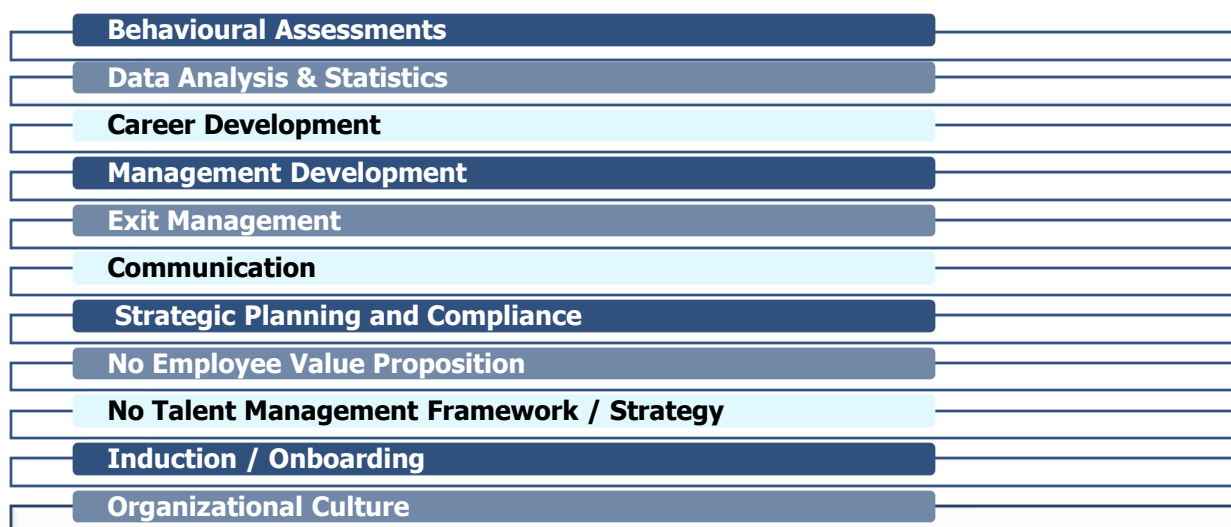 Behavioural Assessments
Data Analysis & Statistics
Career Development
Management Development
Exit Management
Communication
Strategic Planning and Compliance
No Employee Value Proposition
No Talent Management Framework / Strategy
Induction / Onboarding
Organizational Culture